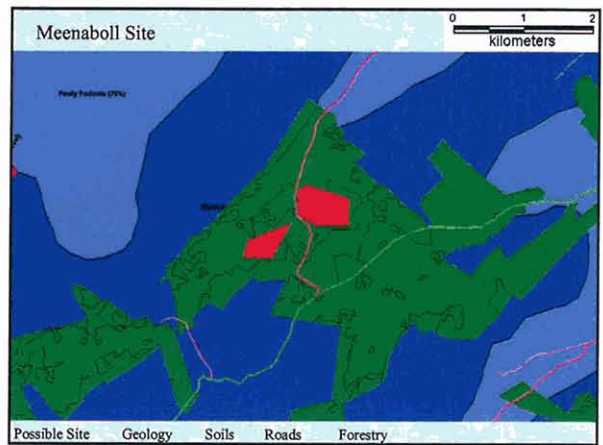 Meenaboll Site
0 1 2
kilometers
Peaty Podzols (75%)
Possible Site Geology Soils Roads Forestry